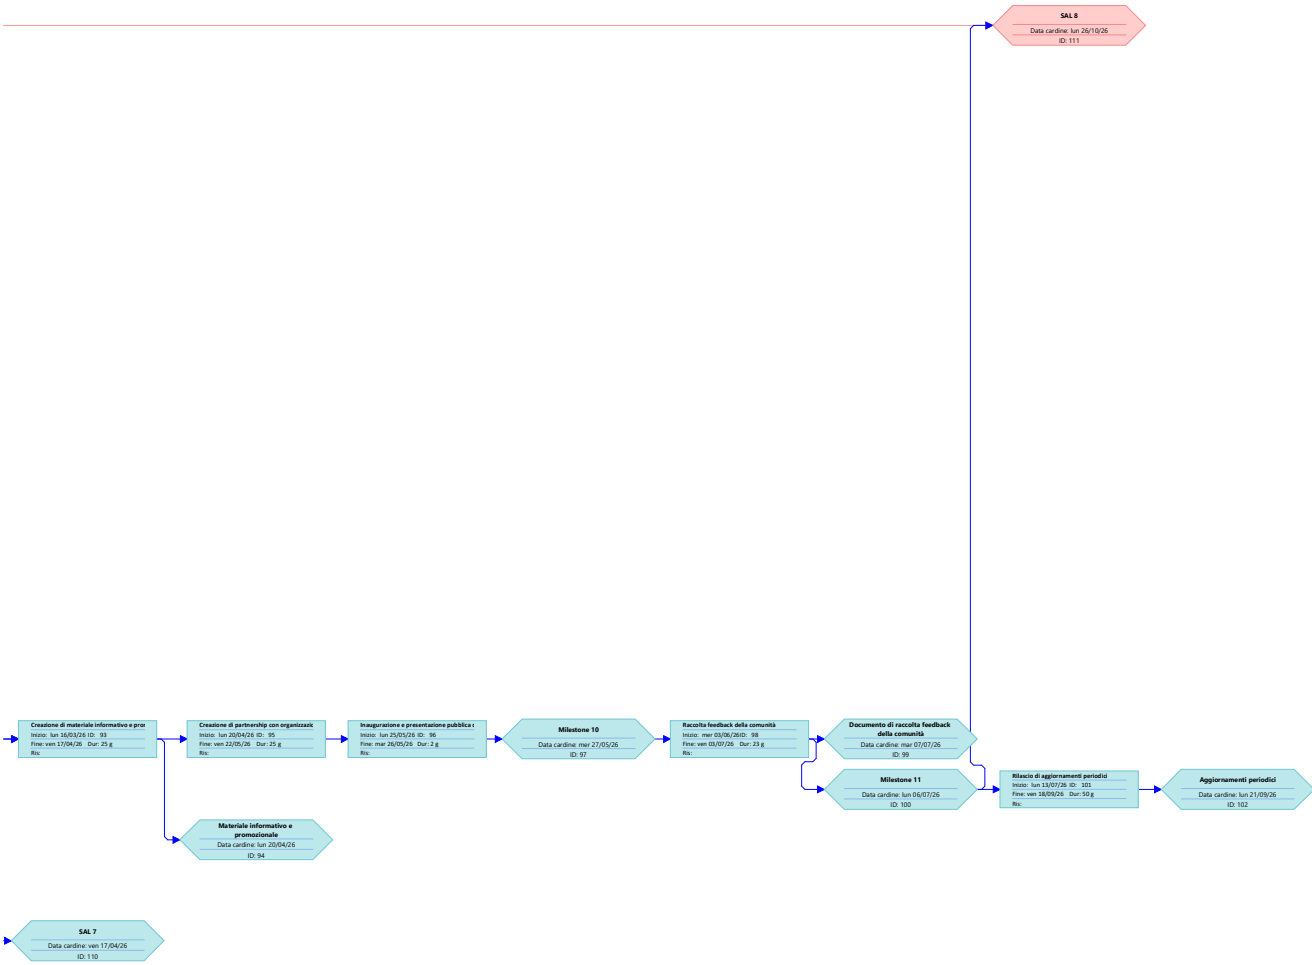 SAL 8
Data cardine: lun 26/10/26
ID: 111
Creazione di materiale informativo e pror
Inizio: lun 16/03/26 ID: 93
Fine: ven 17/04/26 Dur: 25 g
Ris:
Creazione di partnership con organizzazic
Inizio: lun 20/04/26 ID: 95
Fine: ven 22/05/26 Dur: 25 g
Ris:
Inaugurazione e presentazione pubblica
Inizio: lun 25/05/26 ID: 96
Fine: mar 26/05/26 Dur: 2 g
Ris:
Milestone 10
Data cardine: mer 27/05/26
ID: 97
Raccolta feedback della comunità
Inizio: mer 03/06/26ID: 98
Fine: ven 03/07/26 Dur: 23 g
Ris:
Documento di raccolta feedback
della comunità
Data cardine: mar 07/07/26
ID: 99
Milestone 11
Data cardine: lun 06/07/26
ID: 100
Rilascio di aggiornamenti periodici
Inizio: lun 13/07/26 ID: 101
Fine: ven 18/09/26 Dur: 50 g
Ris:
Aggiornamenti periodici
Data cardine: lun 21/09/26
ID: 102
Materiale informativo e
promozionale
Data cardine: lun 20/04/26
ID: 94
SAL 7
Data cardine: ven 17/04/26
ID: 110